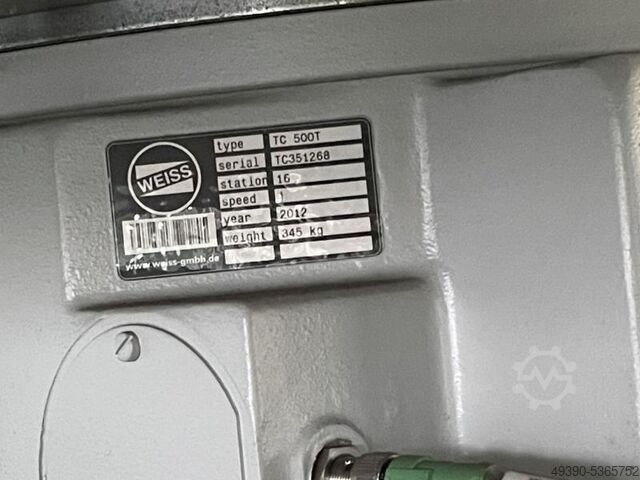 WEISS
www.weiss-gmbh.de
type TC 500T
serial TC351268
station 16
speed
year 2012
weight 345 kg
49390-5365752